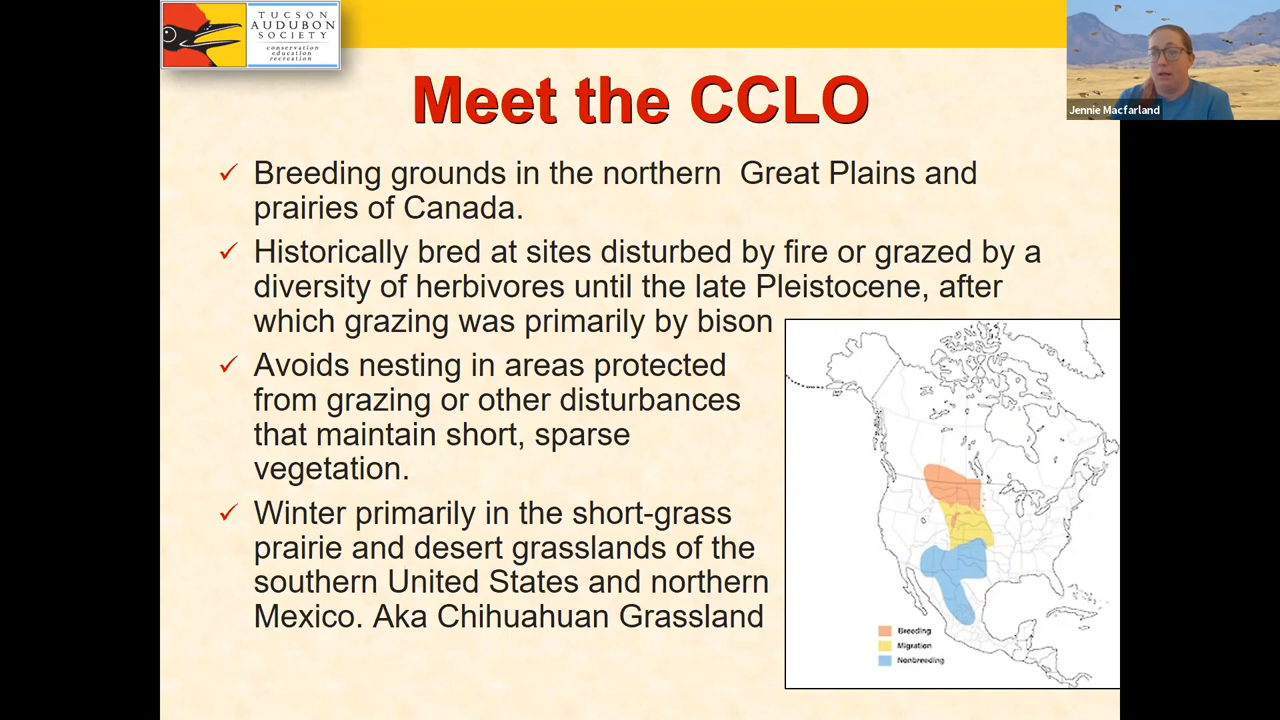 TUCSON
AUDUBON
SOCIETY
conservation
education
recreation
Jennie Macfarland
Meet the CCLO
Breeding grounds in the northern  Great Plains and
prairies of Canada.
Historically bred at sites disturbed by fire or grazed by a
diversity of herbivores until the late Pleistocene, after
which grazing was primarily by bison
Avoids nesting in areas protected
from grazing or other disturbances
that maintain short, sparse
vegetation.
Winter primarily in the short-grass
prairie and desert grasslands of the
southern United States and northern
Mexico. Aka Chihuahuan Grassland
Breeding
Migration
Nonbreeding